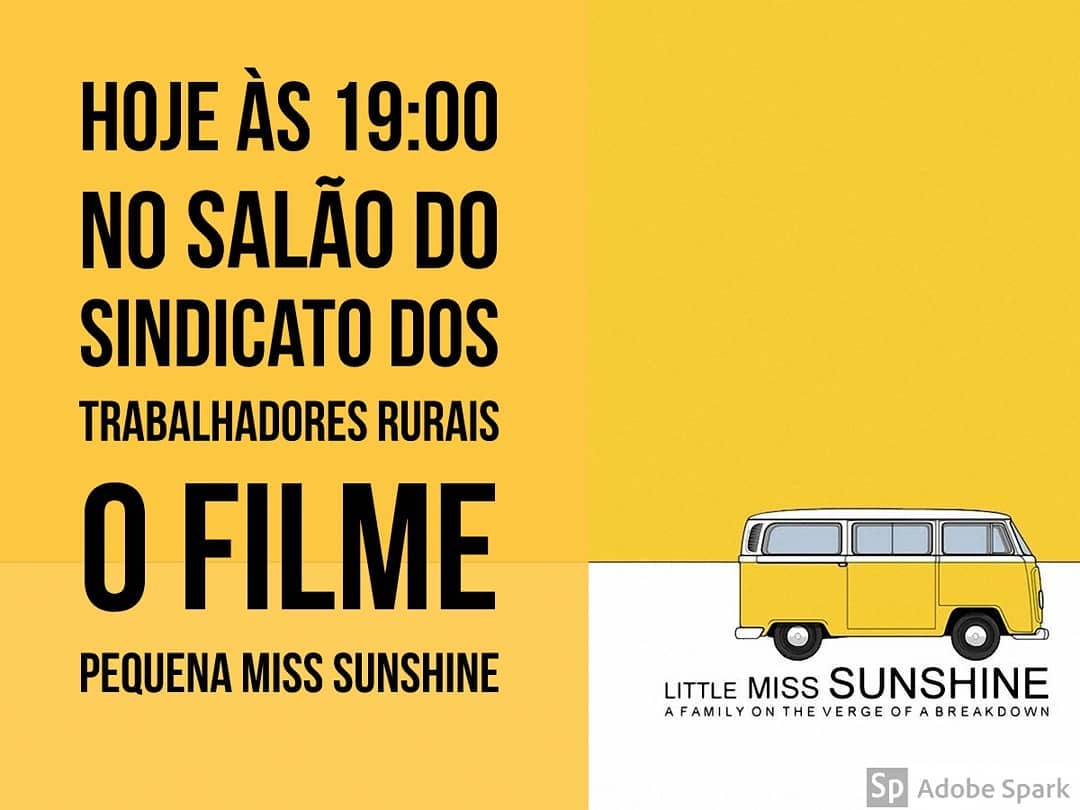 HOJE ÀS 19:00
NO SALÃO DO
SINDICATO DOS
TRABALHADORES RURAIS
O FILME
PEQUENA MISS SUNSHINE
LITTLE MISS SUNSHINE
A FAMILY ON THE VERGE OF A BREAKDOWN
Sp Adobe Spark